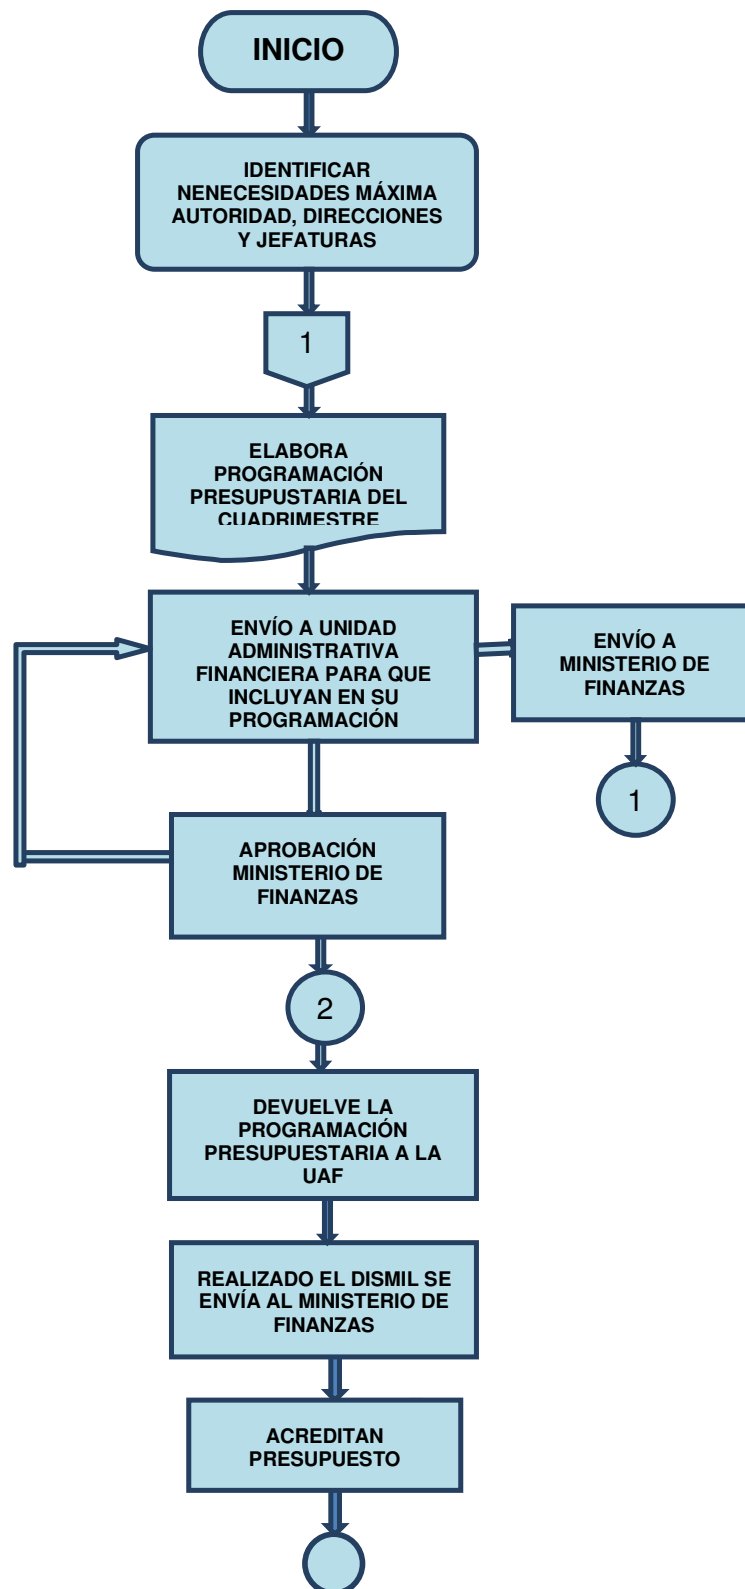 INICIO
IDENTIFICAR
NENECESIDADES MÁXIMA
AUTORIDAD, DIRECCIONES
Y JEFATURAS
1
ELABORA
PROGRAMACIÓN
PRESUPUSTARIA DEL
CUADRIMESTRE
ENVÍO A UNIDAD
ADMINISTRATIVA
FINANCIERA PARA QUE
INCLUYAN EN SU
PROGRAMACIÓN
ENVÍO A
MINISTERIO DE
FINANZAS
1
APROBACIÓN
MINISTERIO DE
FINANZAS
2
DEVUELVE LA
PROGRAMACIÓN
PRESUPUESTARIA A LA
UAF
REALIZADO EL DISMIL SE
ENVÍA AL MINISTERIO DE
FINANZAS
ACREDITAN
PRESUPUESTO